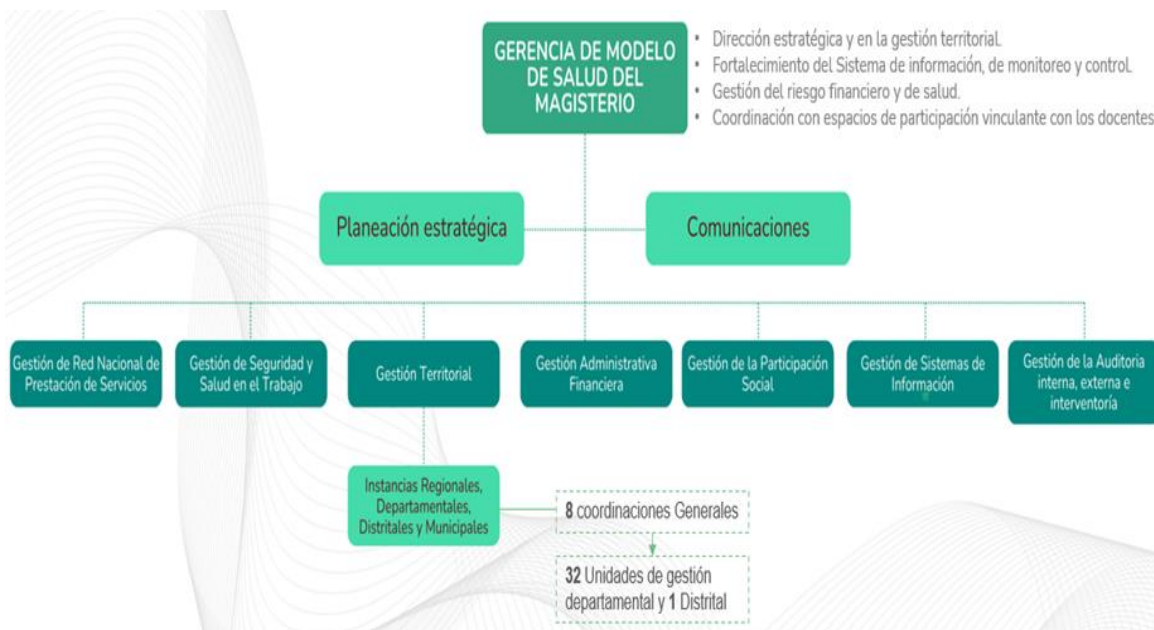 GERENCIA DE MODELO
DE SALUD DEL
MAGISTERIO
• Dirección estratégica y en la gestión territorial.
• Fortalecimiento del Sistema de información, de monitoreo y control.
• Gestión del riesgo financiero y de salud.
• Coordinación con espacios de participación vinculante con los docentes
Planeación estratégica
Comunicaciones
Gestión de Red Nacional de
Prestación de Servicios
Gestión de Seguridad y
Salud en el Trabajo
Gestión Territorial
Gestión Administrativa
Financiera
Gestión de la Participación
Social
Gestión de Sistemas de
Información
Gestión de la Auditoria
interna, externa e
interventoría
Instancias Regionales,
Departamentales,
Distritales y Municipales
8 coordinaciones Generales
32 Unidades de gestión
departamental y 1 Distrital